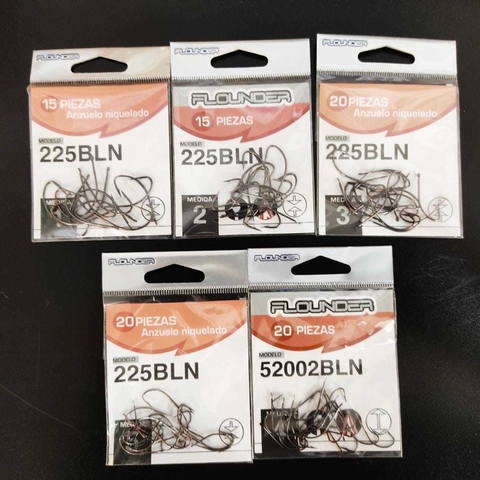 FLOUNDER
15 PIEZAS
Anzuelo niquelado
MODELO
225BLN
FLOUNDER
FLOUNDER
15 PIEZAS
MODELO
225BLN
MEDIDA
2
FLOUNDER
20 PIEZAS
Anzuelo niquelado
MODELO
225BLN
3
FLOUNDER
20 PIEZAS
Anzuelo niquelado
MODELO
225BLN
FLOUNDER
FLOUNDER
20 PIEZAS
MODELO
52002BLN